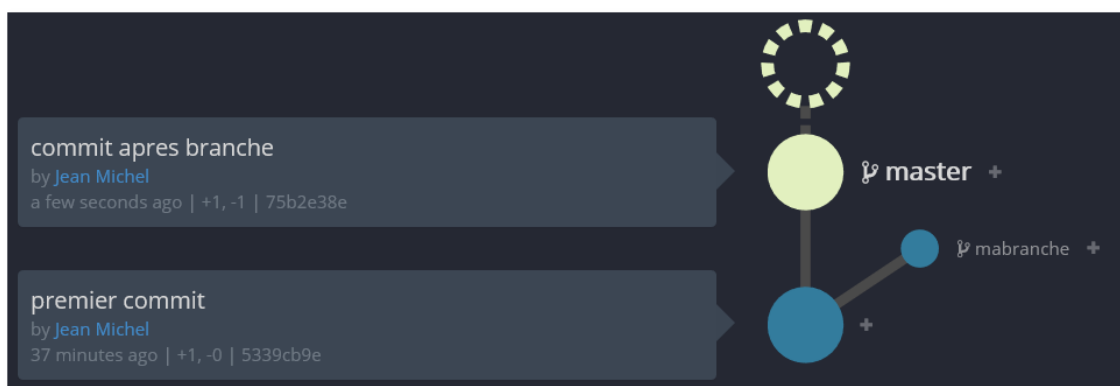 commit apres branche
by Jean Michel
a few seconds ago | +1, -1 | 75b2e38e
master +
mabranche +
premier commit
by Jean Michel
37 minutes ago | +1, -0 | 5339cb9e
+